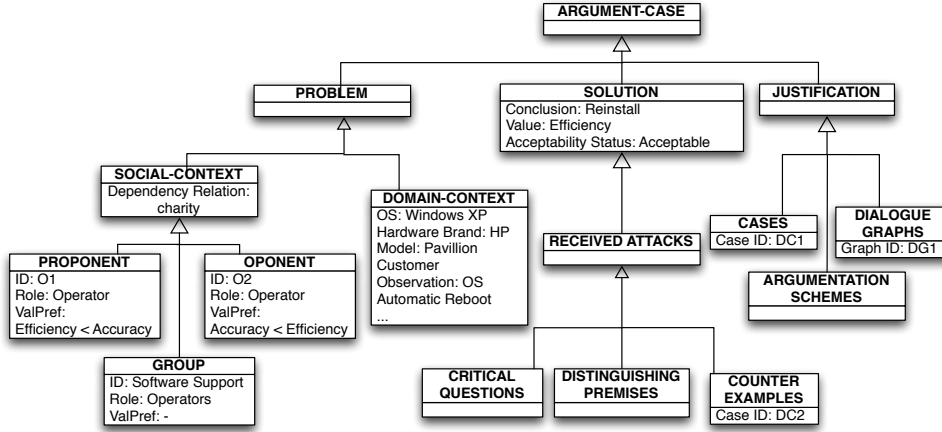 ARGUMENT-CASE
PROBLEM
SOLUTION
Conclusion: Reinstall
Value: Efficiency
Acceptability Status: Acceptable
JUSTIFICATION
SOCIAL-CONTEXT
Dependency Relation:
charity
DOMAIN-CONTEXT
OS: Windows XP
Hardware Brand: HP
Model: Pavillion
Customer
Observation: OS
Automatic Reboot
...
RECEIVED ATTACKS
CASES
Case ID: DC1
DIALOGUE
GRAPHS
Graph ID: DG1
ARGUMENTATION
SCHEMES
PROPONENT
ID: O1
Role: Operator
ValPref:
Efficiency < Accuracy
OPONENT
ID: O2
Role: Operator
ValPref:
Accuracy < Efficiency
GROUP
ID: Software Support
Role: Operators
ValPref: -
CRITICAL
QUESTIONS
DISTINGUISHING
PREMISES
COUNTER
EXAMPLES
Case ID: DC2